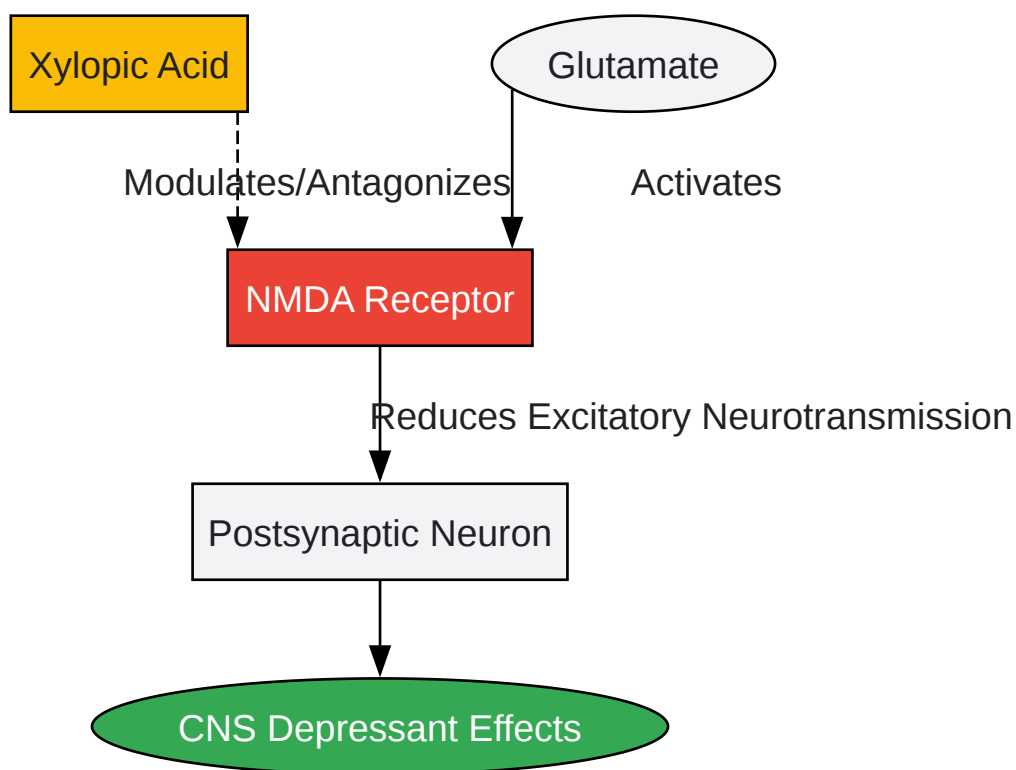 Xylopic Acid
Glutamate
Modulates/Antagonizes
Activates
NMDA Receptor
Reduces Excitatory Neurotransmission
Postsynaptic Neuron
CNS Depressant Effects